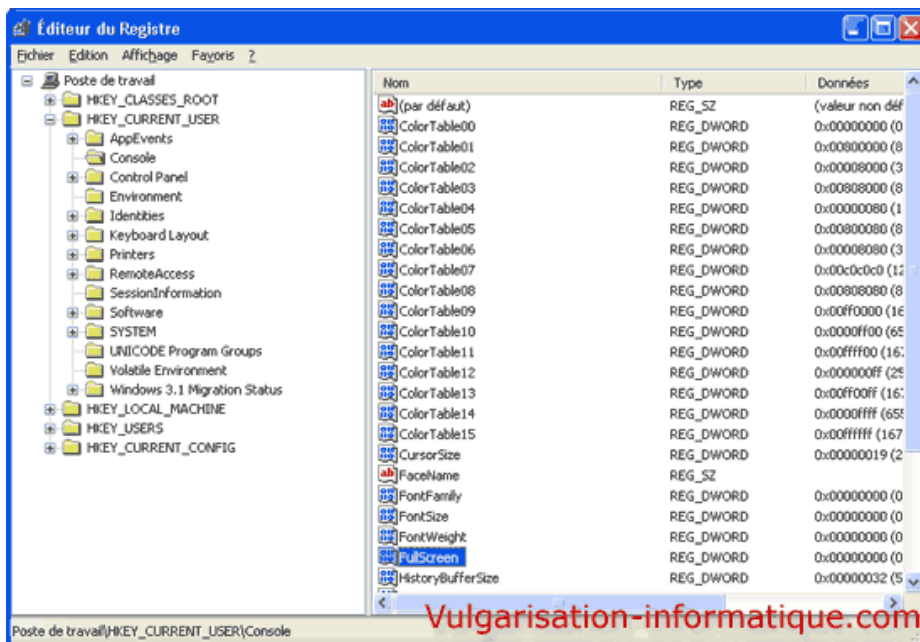 Éditeur du Registre
Fichier Edition Affichage Favoris ?
Poste de travail
HKEY_CLASSES_ROOT
HKEY_CURRENT_USER
AppEvents
Console
Control Panel
Environment
Identities
Keyboard Layout
Printers
RemoteAccess
SessionInformation
Software
SYSTEM
UNICODE Program Groups
Volatile Environment
Windows 3.1 Migration Status
HKEY_LOCAL_MACHINE
HKEY_USERS
HKEY_CURRENT_CONFIG
Nom Type Données
(par défaut) REG_SZ (valeur non déf
ColorTable00 REG_DWORD 0x00000000 (0
ColorTable01 REG_DWORD 0x00800000 (8
ColorTable02 REG_DWORD 0x00008000 (3
ColorTable03 REG_DWORD 0x00808000 (8
ColorTable04 REG_DWORD 0x00000080 (1
ColorTable05 REG_DWORD 0x00800080 (8
ColorTable06 REG_DWORD 0x00008080 (3
ColorTable07 REG_DWORD 0x00c0c0c0 (12
ColorTable08 REG_DWORD 0x00808080 (8
ColorTable09 REG_DWORD 0x00ff0000 (16
ColorTable10 REG_DWORD 0x0000ff00 (65
ColorTable11 REG_DWORD 0x00ffff00 (167
ColorTable12 REG_DWORD 0x000000ff (25
ColorTable13 REG_DWORD 0x00ff00ff (167
ColorTable14 REG_DWORD 0x0000ffff (655
ColorTable15 REG_DWORD 0x00ffffff (167
CursorSize REG_DWORD 0x00000019 (2
FaceName REG_SZ
FontFamily REG_DWORD 0x00000000 (0
FontSize REG_DWORD 0x00000000 (0
FontWeight REG_DWORD 0x00000000 (0
FullScreen REG_DWORD 0x00000000 (0
HistoryBufferSize REG_DWORD 0x00000032 (5
Vulgarisation-informatique.com
Poste de travail\HKEY_CURRENT_USER\Console